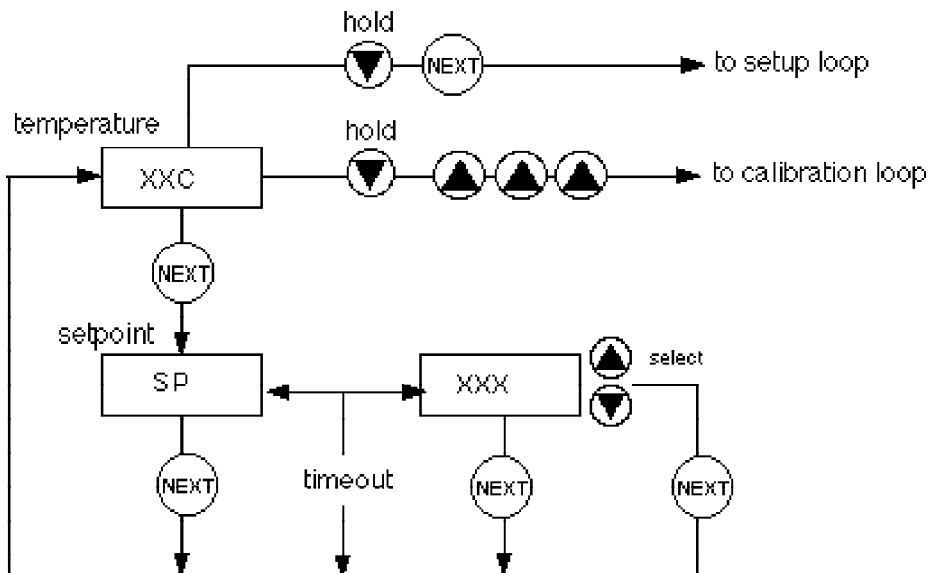 hold
NEXT
to setup loop
temperature
hold
XXC
to calibration loop
NEXT
setpoint
SP
XXX
select
NEXT
timeout
NEXT
NEXT